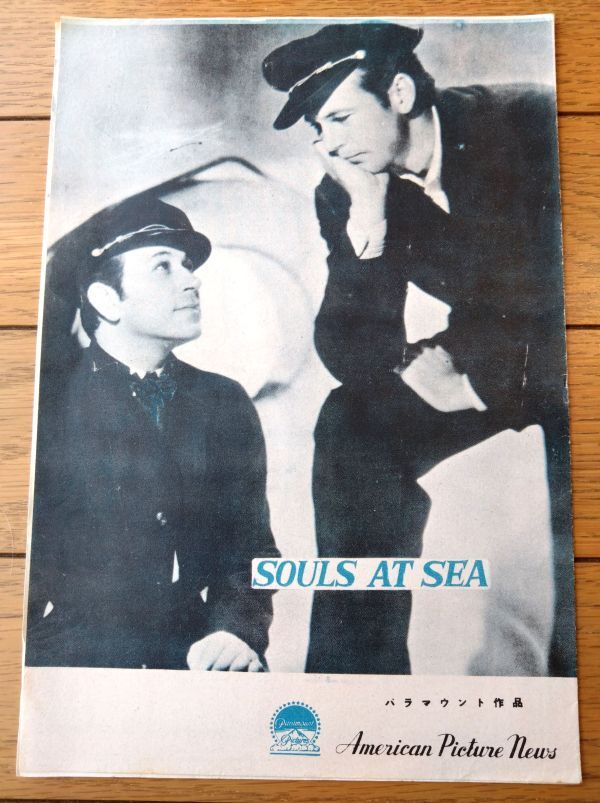 SOULS AT SEA
パラマウント作品
Paramount
Pictures
American Picture News